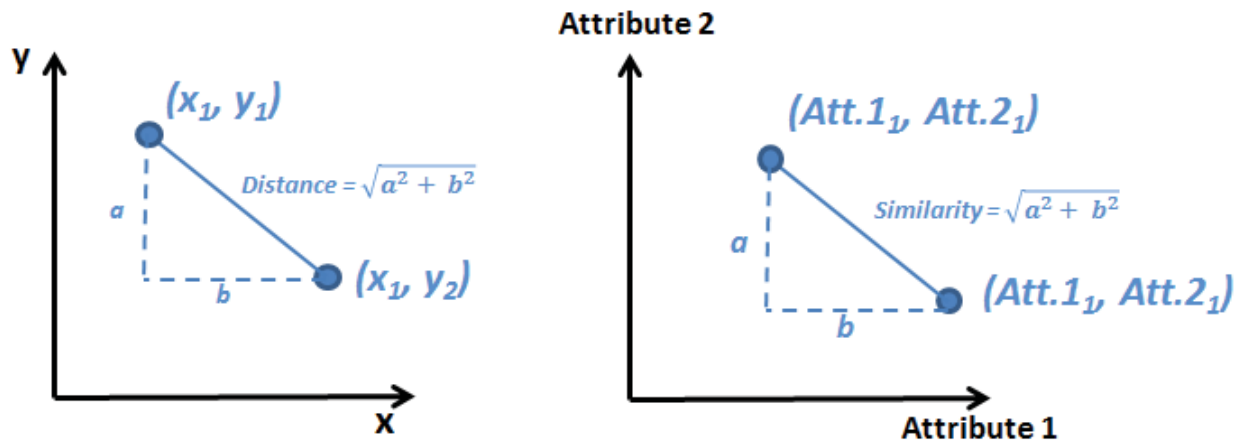 y
(x₁, y₁)
Distance = √a² + b²
a
b
(x₁, y₂)
x
Attribute 2
(Att.1₁, Att.2₁)
Similarity = √a² + b²
a
b
(Att.1₁, Att.2₁)
Attribute 1